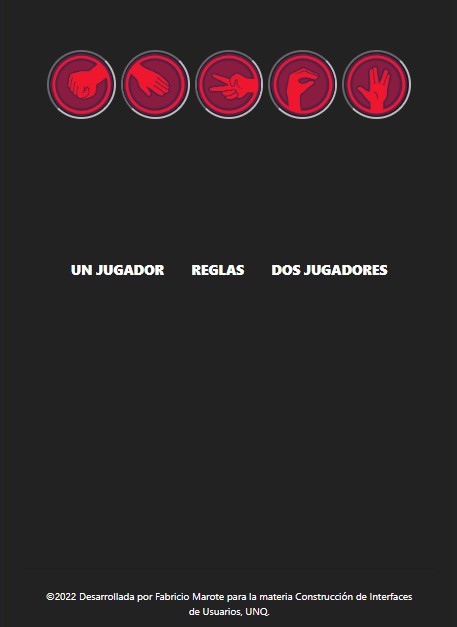 UN JUGADOR REGLAS DOS JUGADORES
©2022 Desarrollada por Fabricio Marote para la materia Construcción de Interfaces
de Usuarios, UNQ.